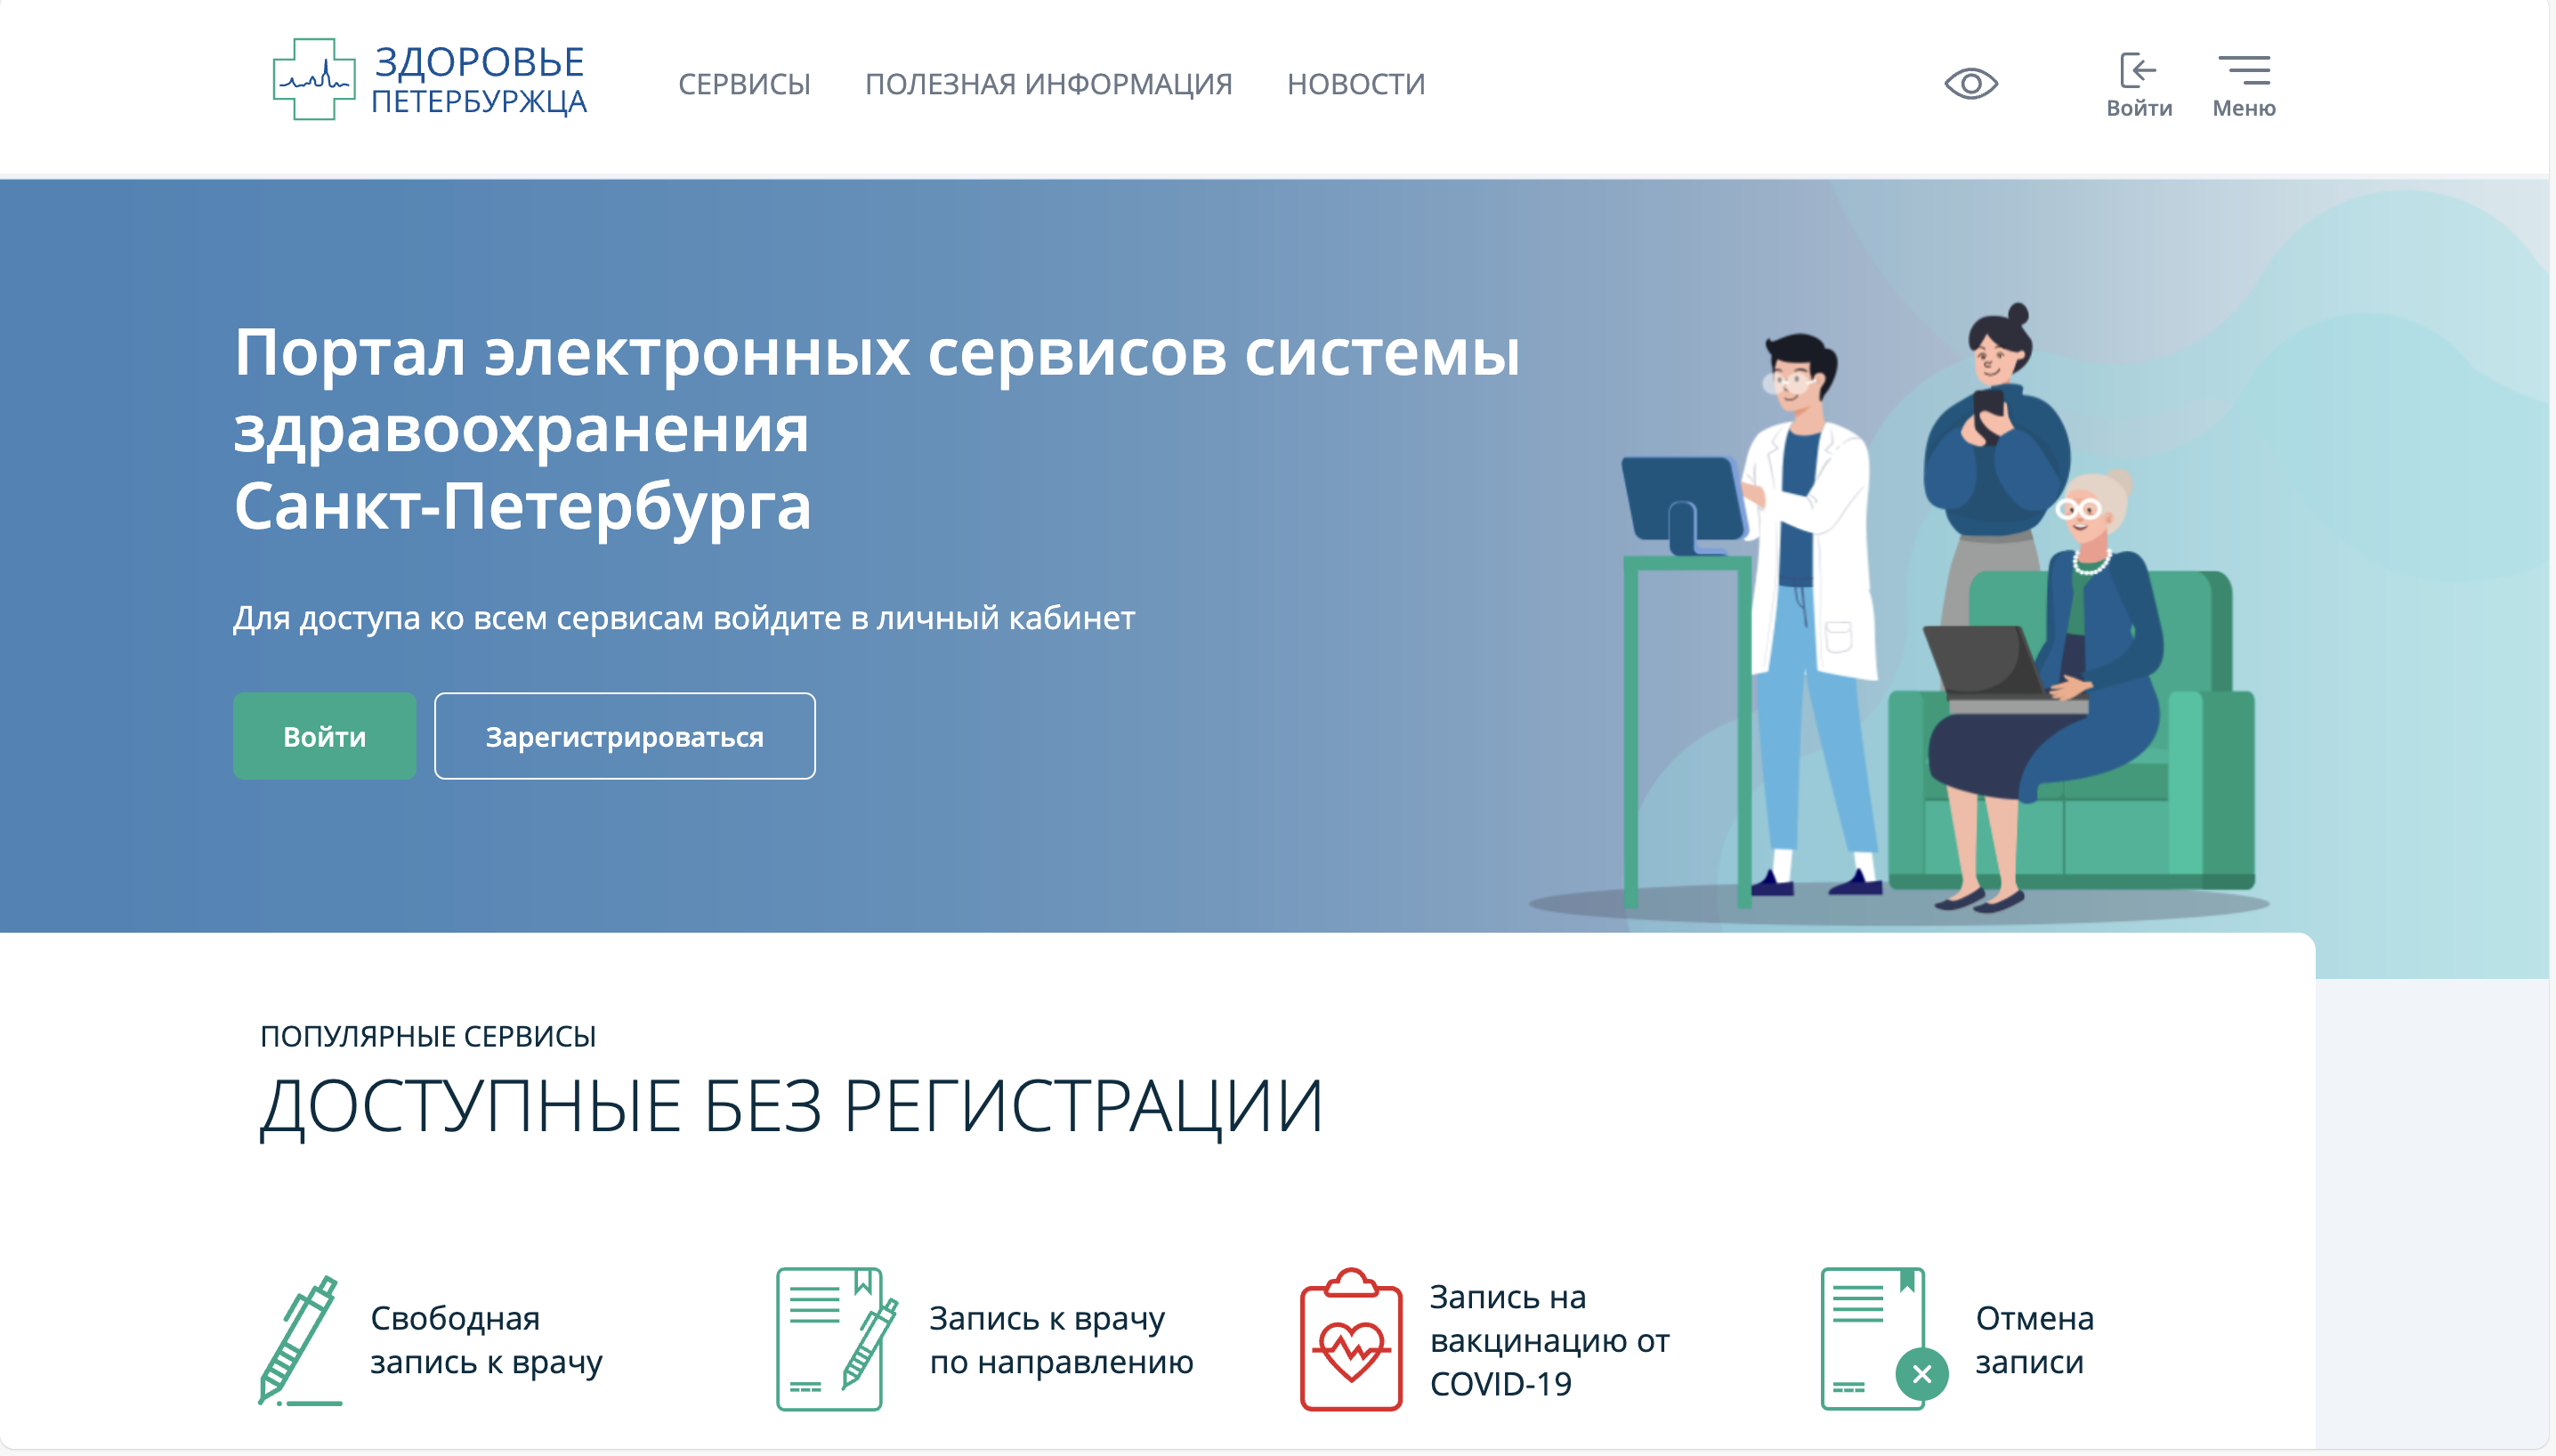 ЗДОРОВЬЕ
ПЕТЕРБУРЖЦА
СЕРВИСЫ
ПОЛЕЗНАЯ ИНФОРМАЦИЯ
НОВОСТИ
Войти
Меню
Портал электронных сервисов системы
здравоохранения
Санкт-Петербурга
Для доступа ко всем сервисам войдите в личный кабинет
Войти
Зарегистрироваться
ПОПУЛЯРНЫЕ СЕРВИСЫ
ДОСТУПНЫЕ БЕЗ РЕГИСТРАЦИИ
Свободная
запись к врачу
Запись к врачу
по направлению
Запись на
вакцинацию от
COVID-19
Отмена
записи